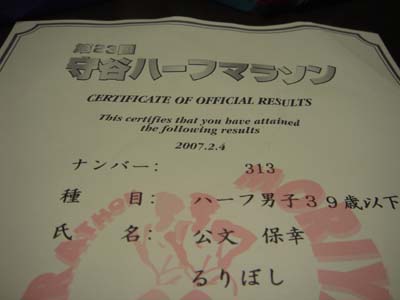 第23回
守谷ハーフマラソン
CERTIFICATE OF OFFICIAL RESULTS
This certifies that you have attained
the following results
2007.2.4
ナンバー: 313
種 目: ハーフ男子39歳以下
氏 名: 公文 保幸
るりぼし